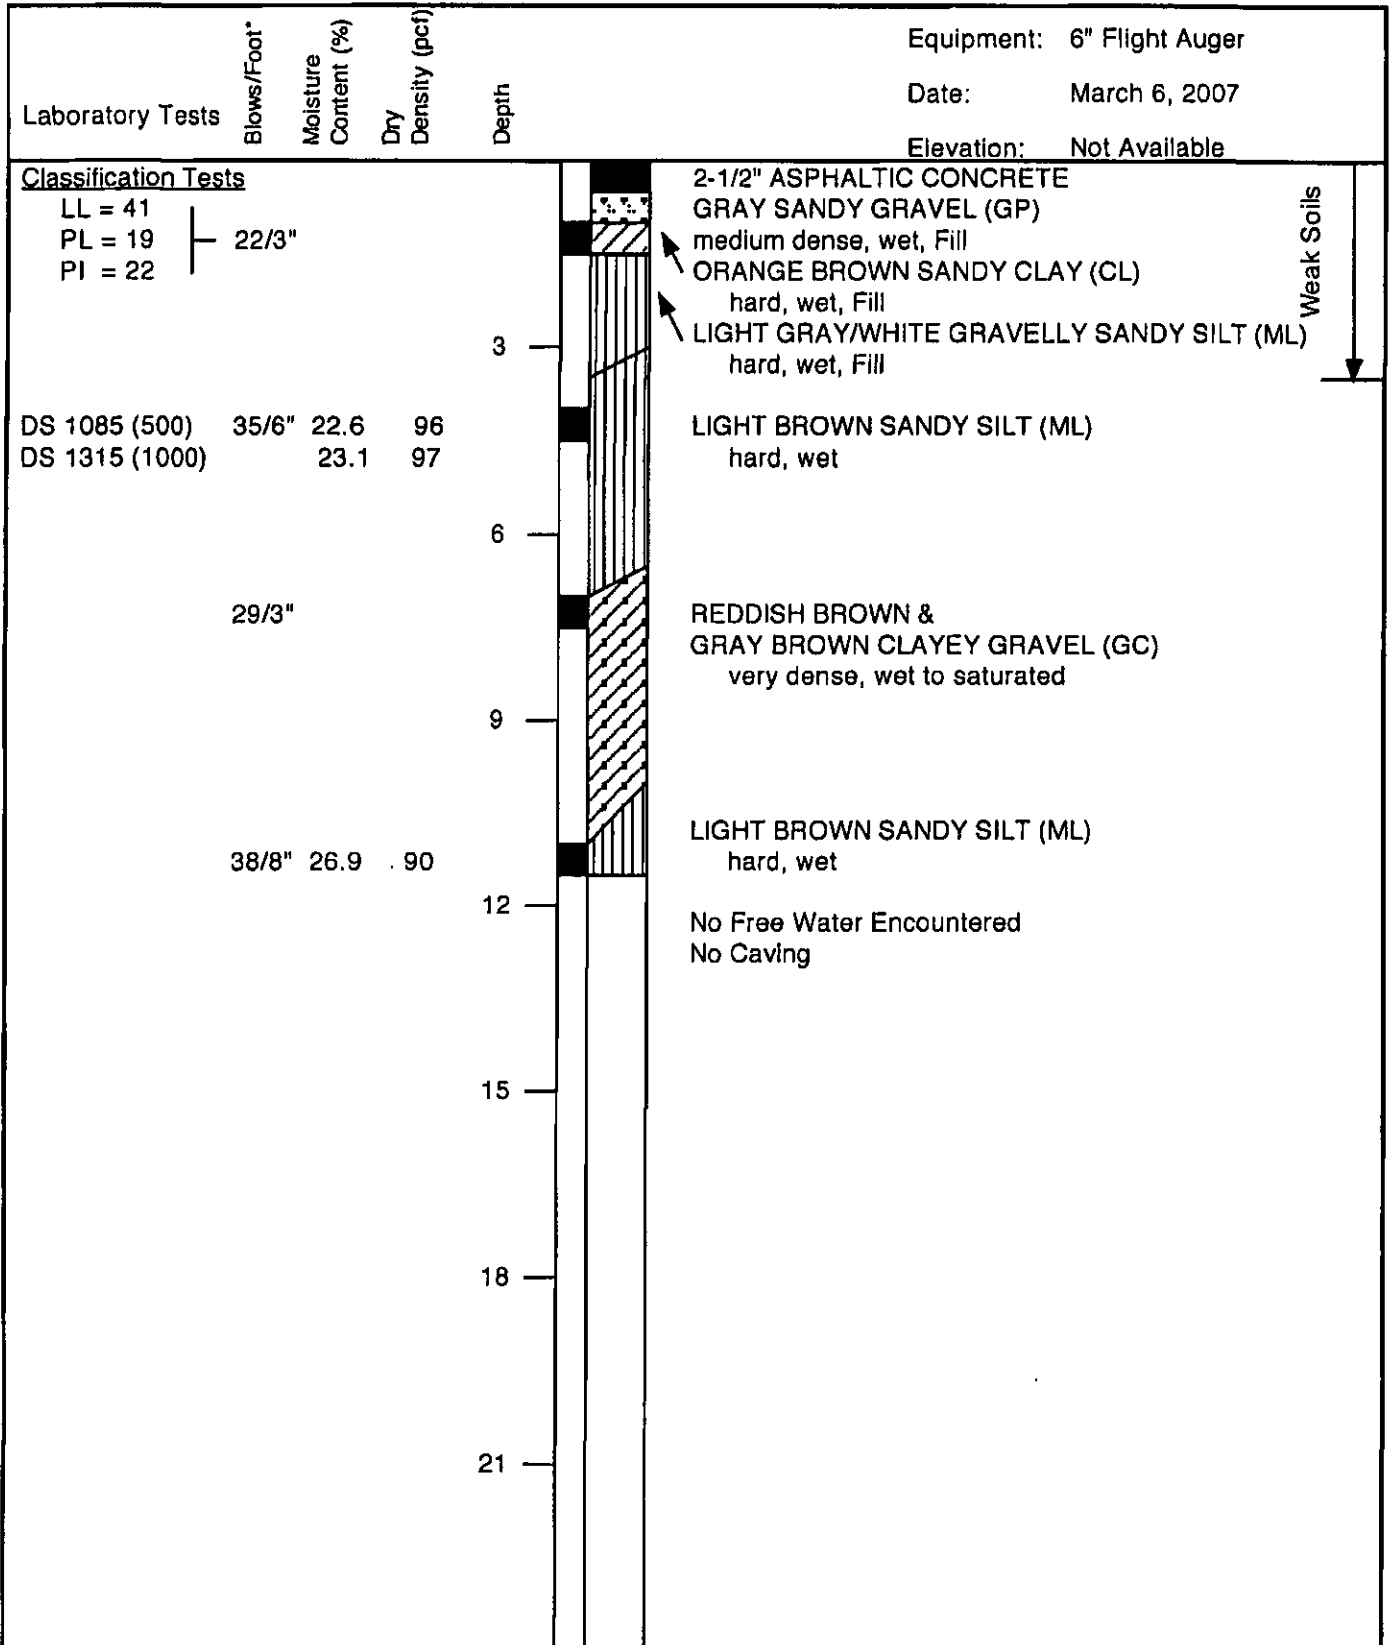 Equipment: 6" Flight Auger
Date: March 6, 2007
Elevation: Not Available
Laboratory Tests
Blows/Foot*
Moisture
Content (%)
Dry
Density (pcf)
Depth
Classification Tests
LL = 41
PL = 19
PI = 22
22/3"
2-1/2" ASPHALTIC CONCRETE
GRAY SANDY GRAVEL (GP)
medium dense, wet, Fill
ORANGE BROWN SANDY CLAY (CL)
hard, wet, Fill
LIGHT GRAY/WHITE GRAVELLY SANDY SILT (ML)
hard, wet, Fill
Weak Soils
3
DS 1085 (500) 35/6" 22.6 96
DS 1315 (1000) 23.1 97
LIGHT BROWN SANDY SILT (ML)
hard, wet
6
29/3"
REDDISH BROWN &
GRAY BROWN CLAYEY GRAVEL (GC)
very dense, wet to saturated
9
LIGHT BROWN SANDY SILT (ML)
38/8" 26.9 90
hard, wet
12
No Free Water Encountered
No Caving
15
18
21